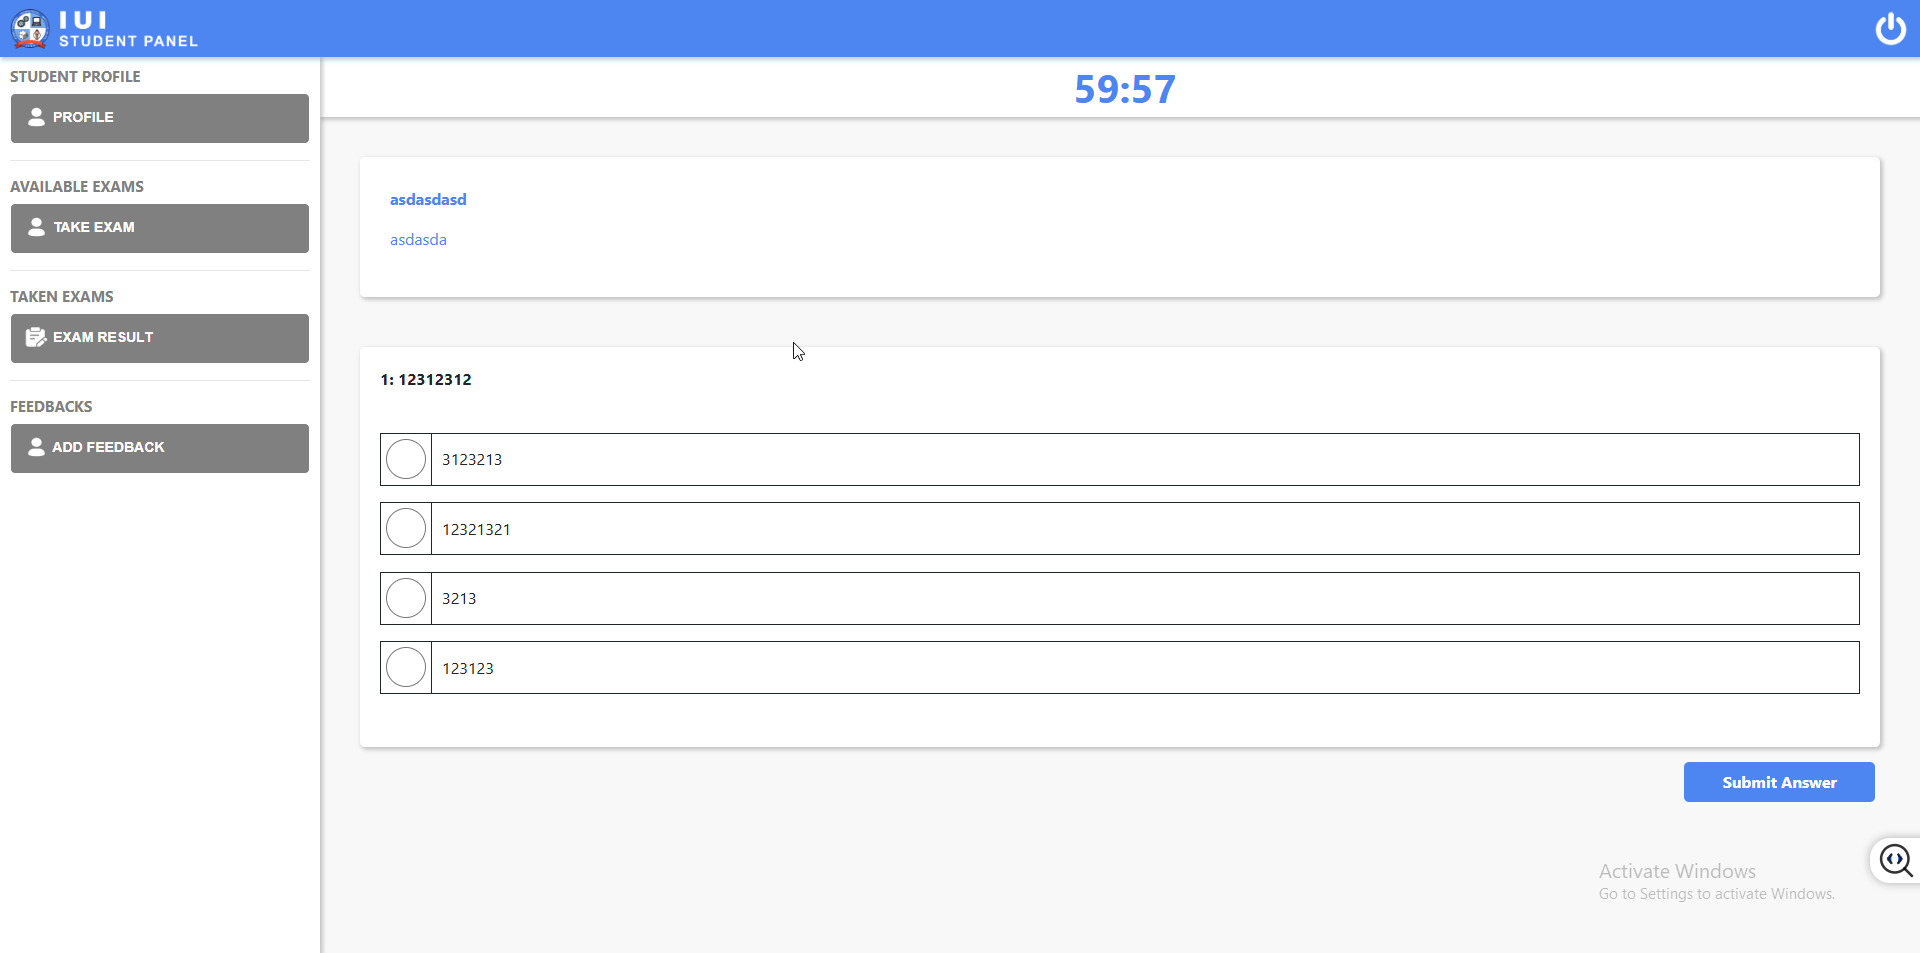 IUI
STUDENT PANEL
STUDENT PROFILE
PROFILE
AVAILABLE EXAMS
TAKE EXAM
TAKEN EXAMS
EXAM RESULT
FEEDBACKS
ADD FEEDBACK
59:57
asdasdasd
asdasda
1: 12312312
3123213
12321321
3213
123123
Submit Answer
Activate Windows
Go to Settings to activate Windows.